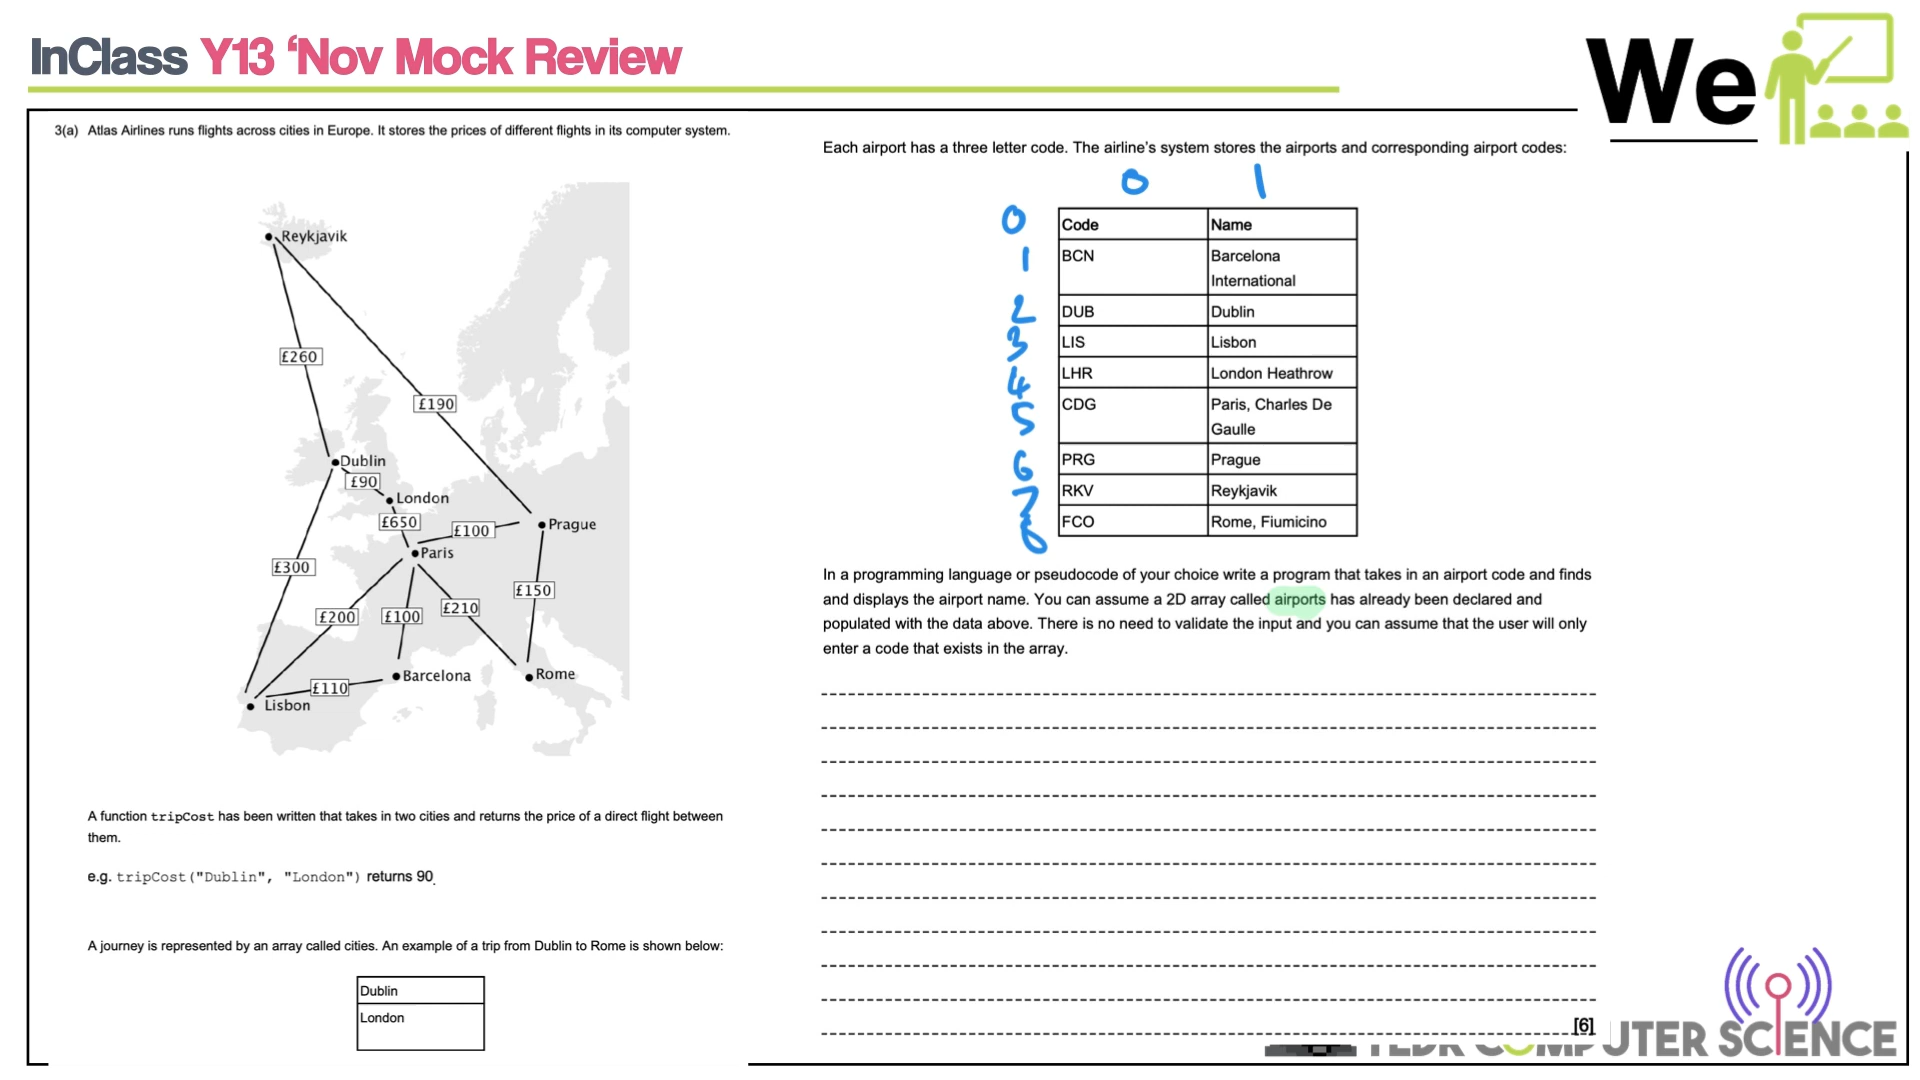 InClass Y13 ‘Nov Mock Review
We
3(a) Atlas Airlines runs flights across cities in Europe. It stores the prices of different flights in its computer system.
Reykjavik
£260
£190
Dublin
£90
London
£650
£100
Prague
Paris
£300
£150
£200
£100
£210
Barcelona
Rome
£110
Lisbon
A function tripCost has been written that takes in two cities and returns the price of a direct flight between
them.
e.g. tripCost("Dublin", "London") returns 90.
A journey is represented by an array called cities. An example of a trip from Dublin to Rome is shown below:
Dublin
London
Each airport has a three letter code. The airline’s system stores the airports and corresponding airport codes:
0 1
0 Code Name
1 BCN Barcelona
International
2 DUB Dublin
3 LIS Lisbon
4 LHR London Heathrow
5 CDG Paris, Charles De
Gaulle
6 PRG Prague
7 RKV Reykjavik
8 FCO Rome, Fiumicino
In a programming language or pseudocode of your choice write a program that takes in an airport code and finds
and displays the airport name. You can assume a 2D array called airports has already been declared and
populated with the data above. There is no need to validate the input and you can assume that the user will only
enter a code that exists in the array.
[6]
UTER SCIENCE